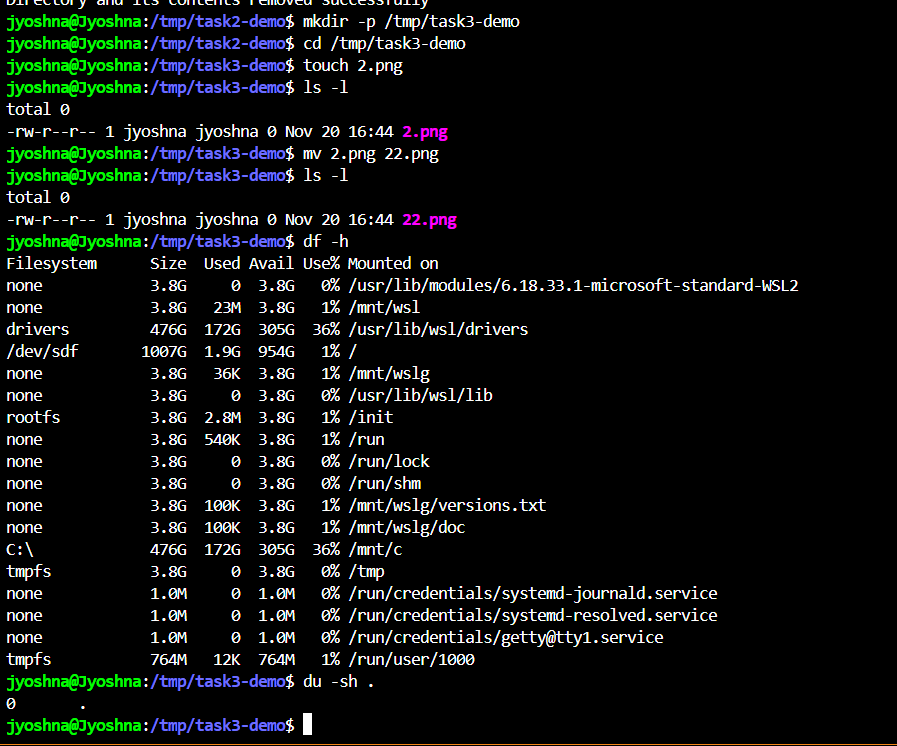 Directory and its contents removed successfully
jyoshna@Jyoshna:/tmp/task2-demo$ mkdir -p /tmp/task3-demo
jyoshna@Jyoshna:/tmp/task2-demo$ cd /tmp/task3-demo
jyoshna@Jyoshna:/tmp/task3-demo$ touch 2.png
jyoshna@Jyoshna:/tmp/task3-demo$ ls -l
total 0
-rw-r--r-- 1 jyoshna jyoshna 0 Nov 20 16:44 2.png
jyoshna@Jyoshna:/tmp/task3-demo$ mv 2.png 22.png
jyoshna@Jyoshna:/tmp/task3-demo$ ls -l
total 0
-rw-r--r-- 1 jyoshna jyoshna 0 Nov 20 16:44 22.png
jyoshna@Jyoshna:/tmp/task3-demo$ df -h
Filesystem      Size  Used Avail Use% Mounted on
none            3.8G     0  3.8G   0% /usr/lib/modules/6.18.33.1-microsoft-standard-WSL2
none            3.8G   23M  3.8G   1% /mnt/wsl
drivers         476G  172G  305G  36% /usr/lib/wsl/drivers
/dev/sdf       1007G  1.9G  954G   1% /
none            3.8G   36K  3.8G   1% /mnt/wslg
none            3.8G     0  3.8G   0% /usr/lib/wsl/lib
rootfs          3.8G  2.8M  3.8G   1% /init
none            3.8G  540K  3.8G   1% /run
none            3.8G     0  3.8G   0% /run/lock
none            3.8G     0  3.8G   0% /run/shm
none            3.8G  100K  3.8G   1% /mnt/wslg/versions.txt
none            3.8G  100K  3.8G   1% /mnt/wslg/doc
C:\             476G  172G  305G  36% /mnt/c
tmpfs           3.8G     0  3.8G   0% /tmp
none            1.0M     0  1.0M   0% /run/credentials/systemd-journald.service
none            1.0M     0  1.0M   0% /run/credentials/systemd-resolved.service
none            1.0M     0  1.0M   0% /run/credentials/getty@tty1.service
tmpfs           764M   12K  764M   1% /run/user/1000
jyoshna@Jyoshna:/tmp/task3-demo$ du -sh .
0       .
jyoshna@Jyoshna:/tmp/task3-demo$